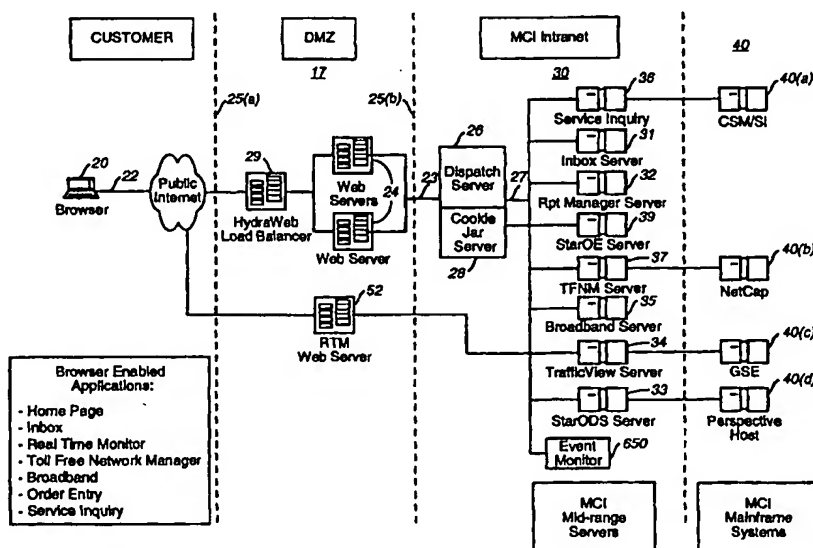 CUSTOMER
DMZ
17
MCI Intranet
30
40
25(a)
25(b)
20
22
Browser
Public
Internet
29
HydraWeb
Load Balancer
Web
Servers
24
Web Server
23
26
Dispatch
Server
27
Cookie
Jar Server
28
52
RTM
Web Server
36
Service Inquiry
31
Inbox Server
32
Rpt Manager Server
39
StarOE Server
37
TFNM Server
35
Broadband Server
34
TrafficView Server
33
StarODS Server
Event
Monitor
650
40(a)
CSM/SI
40(b)
NetCap
40(c)
GSE
40(d)
Perspective
Host
Browser Enabled
Applications:
- Home Page
- Inbox
- Real Time Monitor
- Toll Free Network Manager
- Broadband
- Order Entry
- Service Inquiry
MCI
Mid-range
Servers
MCI
Mainframe
Systems